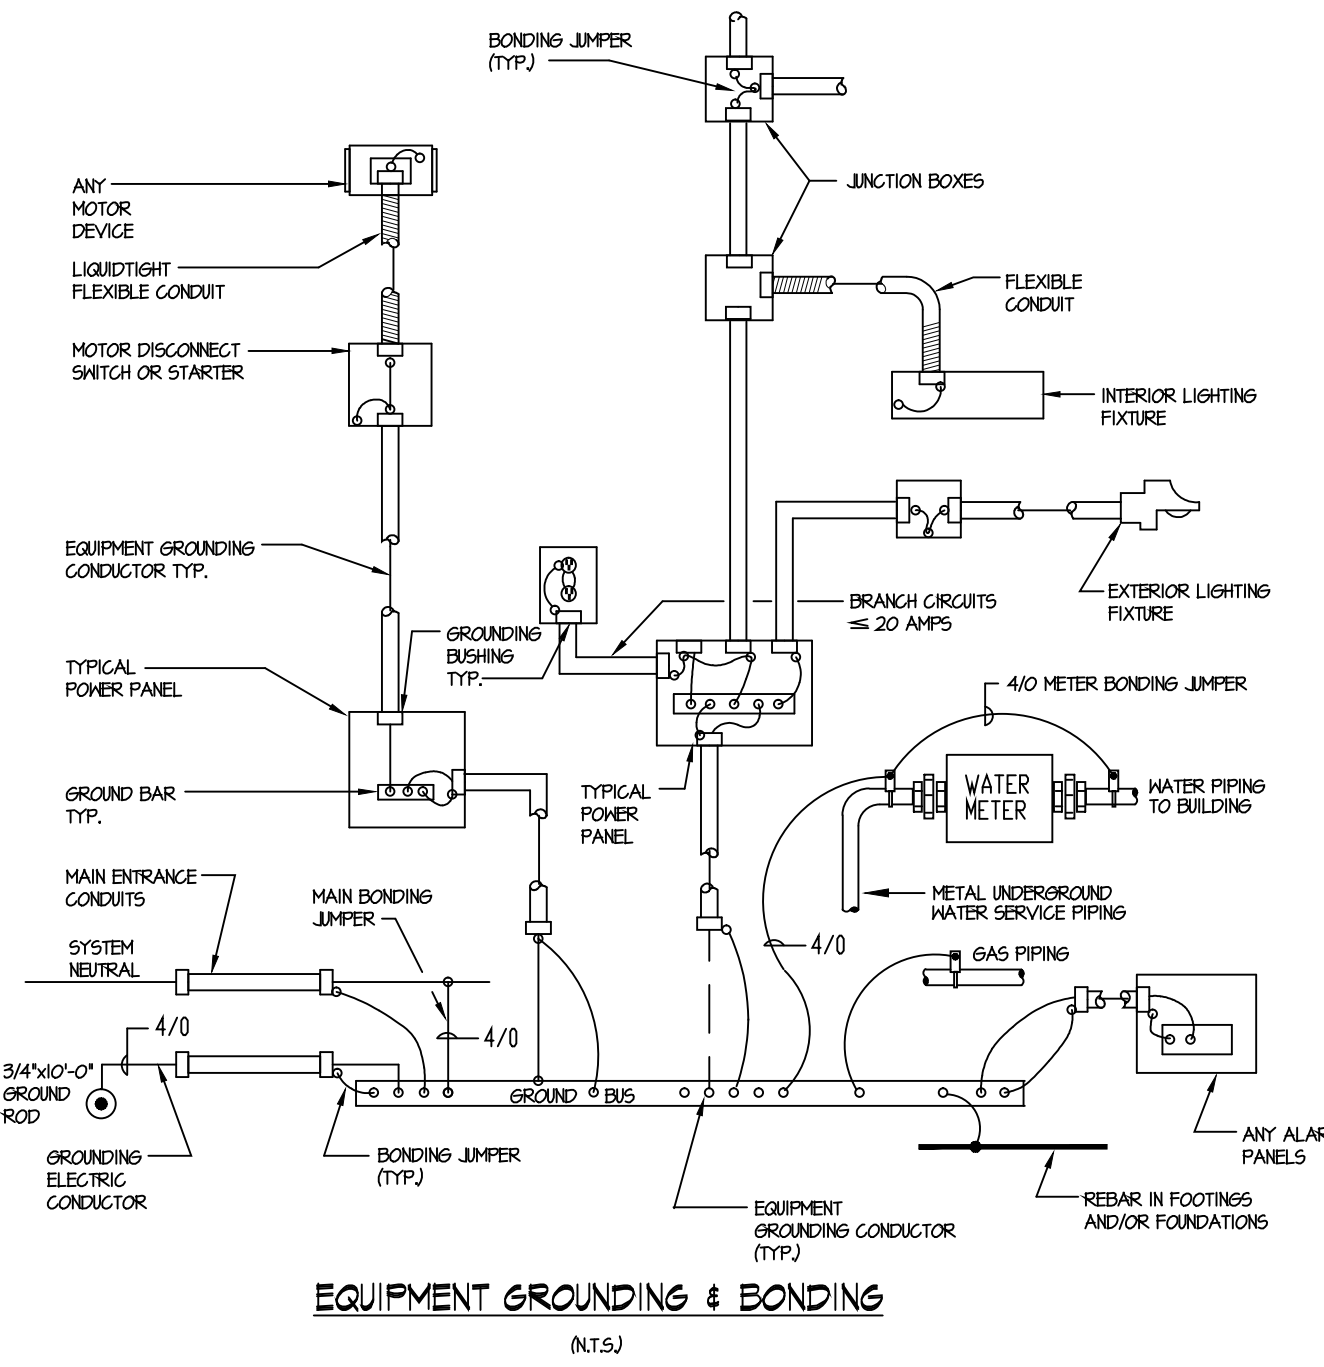 BONDING JUMPER
(TYP.)
JUNCTION BOXES
ANY
MOTOR
DEVICE
LIQUIDTIGHT
FLEXIBLE CONDUIT
FLEXIBLE
CONDUIT
MOTOR DISCONNECT
SWITCH OR STARTER
INTERIOR LIGHTING
FIXTURE
EQUIPMENT GROUNDING
CONDUCTOR TYP.
EXTERIOR LIGHTING
FIXTURE
BRANCH CIRCUITS
≤ 20 AMPS
GROUNDING
BUSHING
TYP.
TYPICAL
POWER PANEL
4/0 METER BONDING JUMPER
GROUND BAR
TYP.
TYPICAL
POWER
PANEL
WATER
METER
WATER PIPING
TO BUILDING
MAIN ENTRANCE
CONDUITS
MAIN BONDING
JUMPER
METAL UNDERGROUND
WATER SERVICE PIPING
SYSTEM
NEUTRAL
4/0
GAS PIPING
4/0
4/0
3/4"x10'-0"
GROUND
ROD
GROUND BUS
GROUNDING
ELECTRIC
CONDUCTOR
BONDING JUMPER
(TYP.)
ANY ALAR
PANELS
REBAR IN FOOTINGS
AND/OR FOUNDATIONS
EQUIPMENT
GROUNDING CONDUCTOR
(TYP.)
EQUIPMENT GROUNDING & BONDING
(N.T.S.)